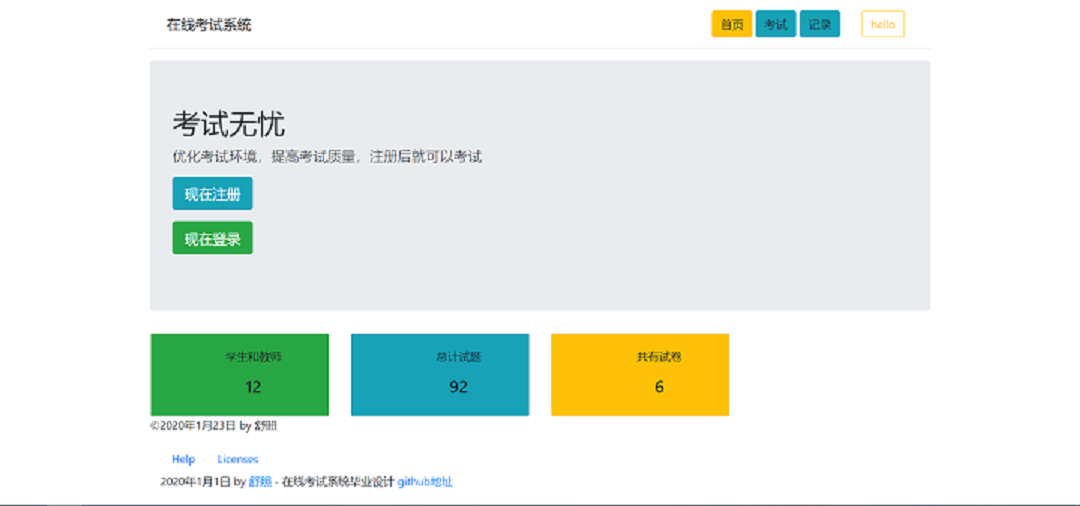 在线考试系统 首页 考试 记录 hello
考试无忧
优化考试环境，提高考试质量，注册后就可以考试
现在注册
现在登录
学生和教师 总计试题 共有试卷
12 92 6
©2020年1月23日 by 舒照
Help Licenses
2020年1月1日 by 舒照 - 在线考试系统毕业设计 github地址